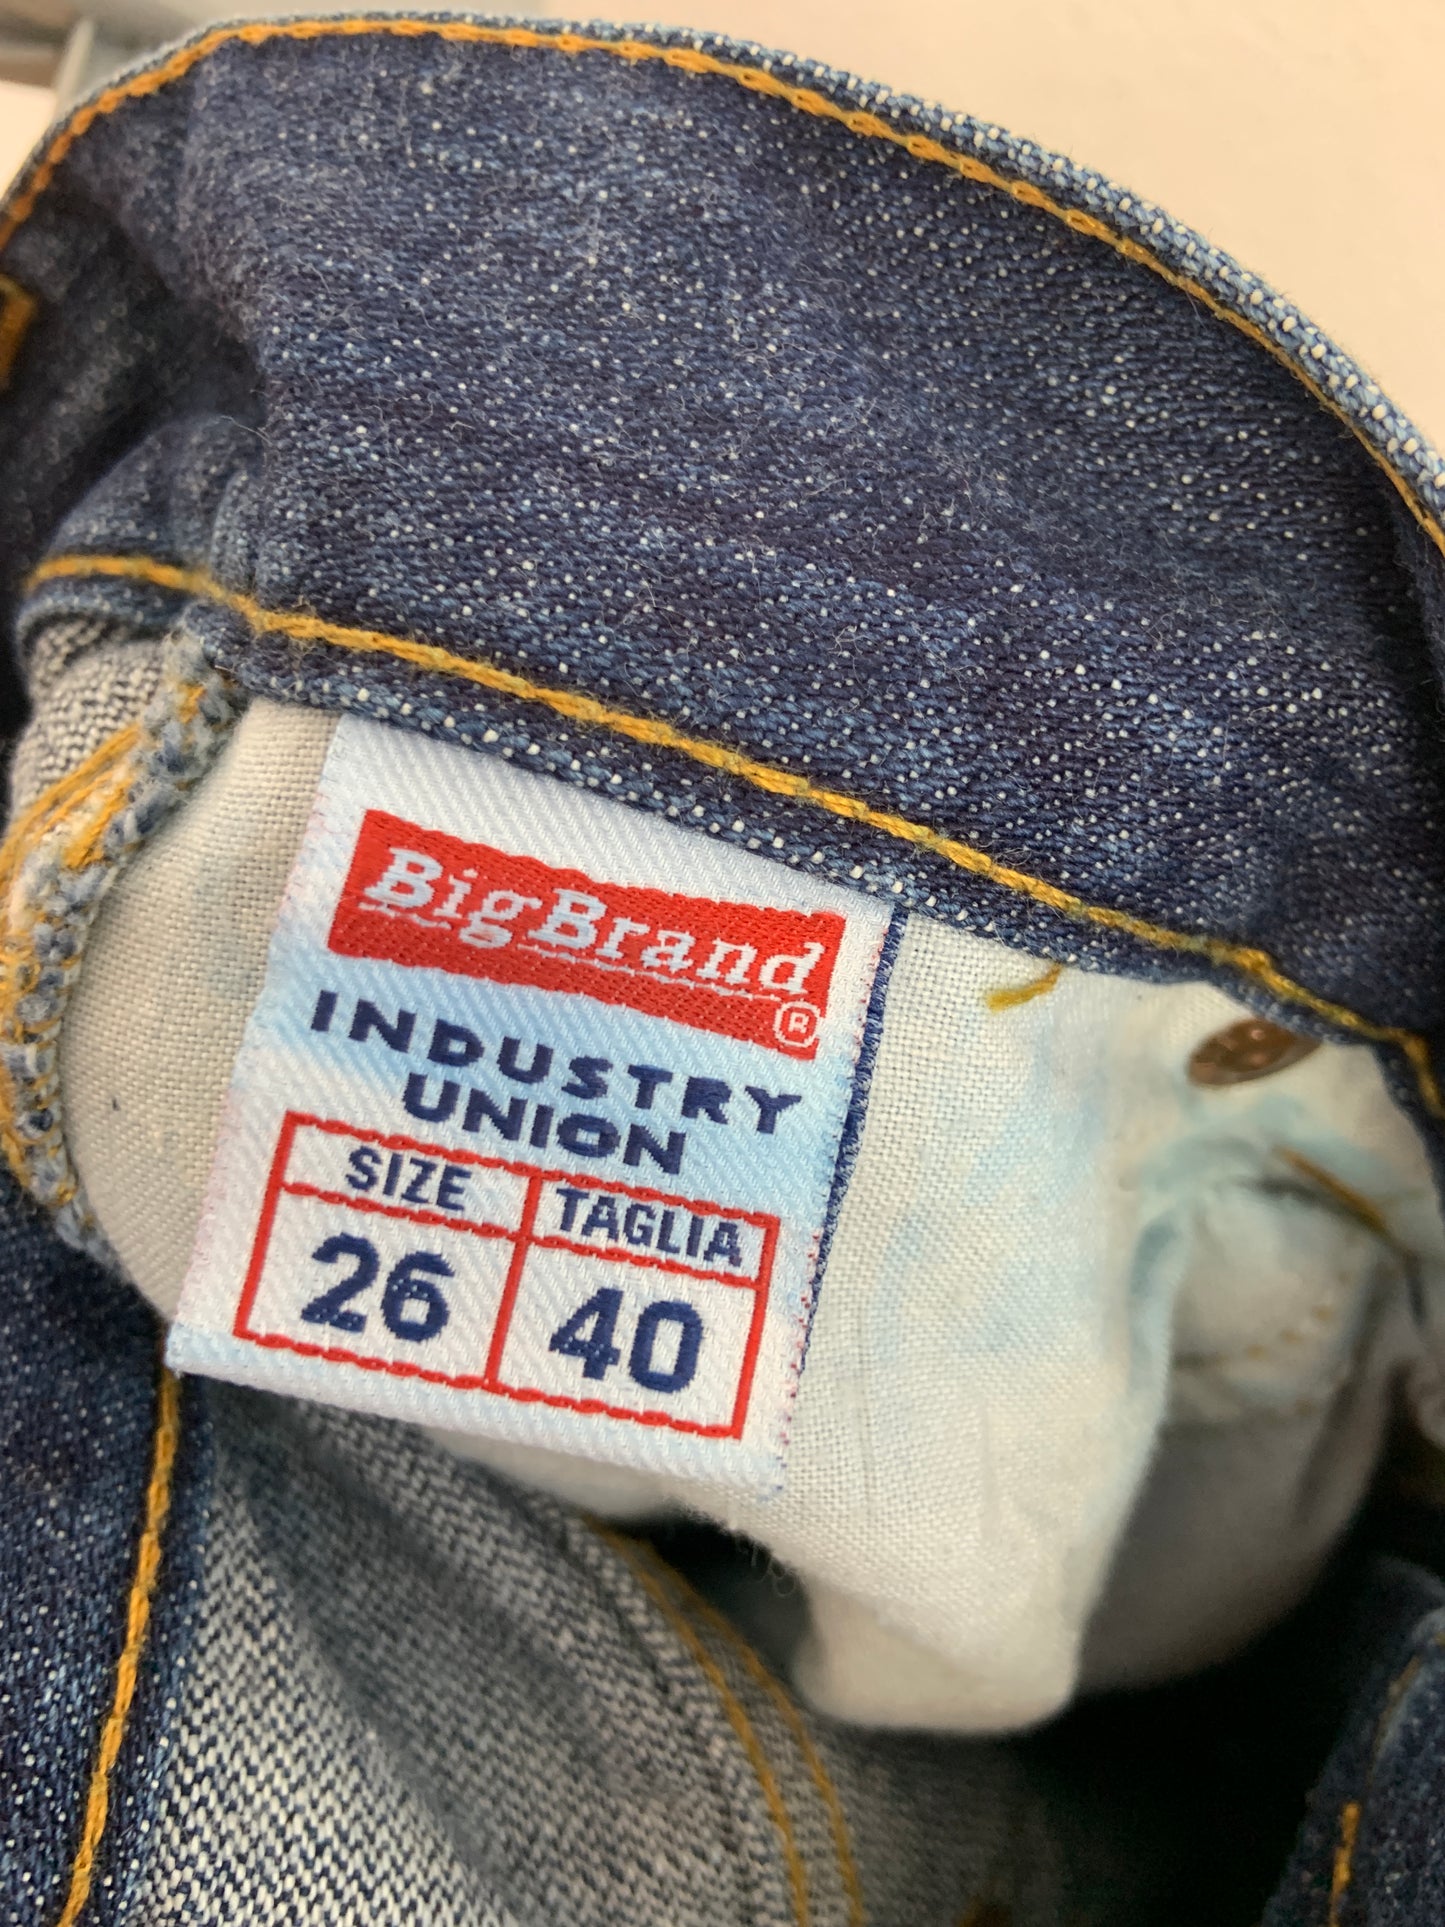 BigBrand ®
INDUSTRY
UNION
SIZE TAGLIA
26 40